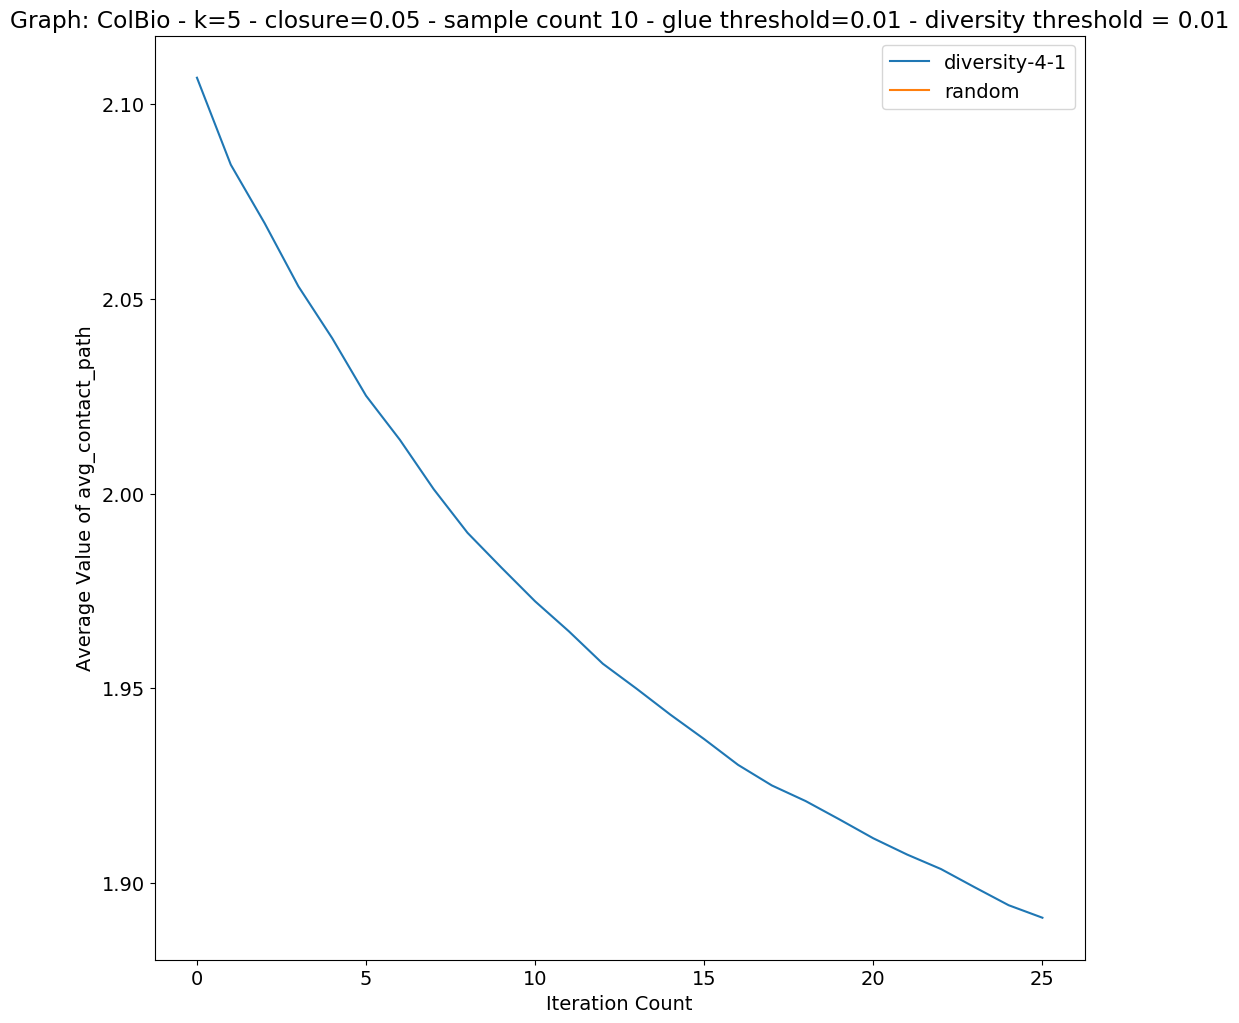 Graph: ColBio - k=5 - closure=0.05 - sample count 10 - glue threshold=0.01 - diversity threshold = 0.01
diversity-4-1
random
2.10
2.05
2.00
1.95
1.90
Average Value of avg_contact_path
0 5 10 15 20 25
Iteration Count